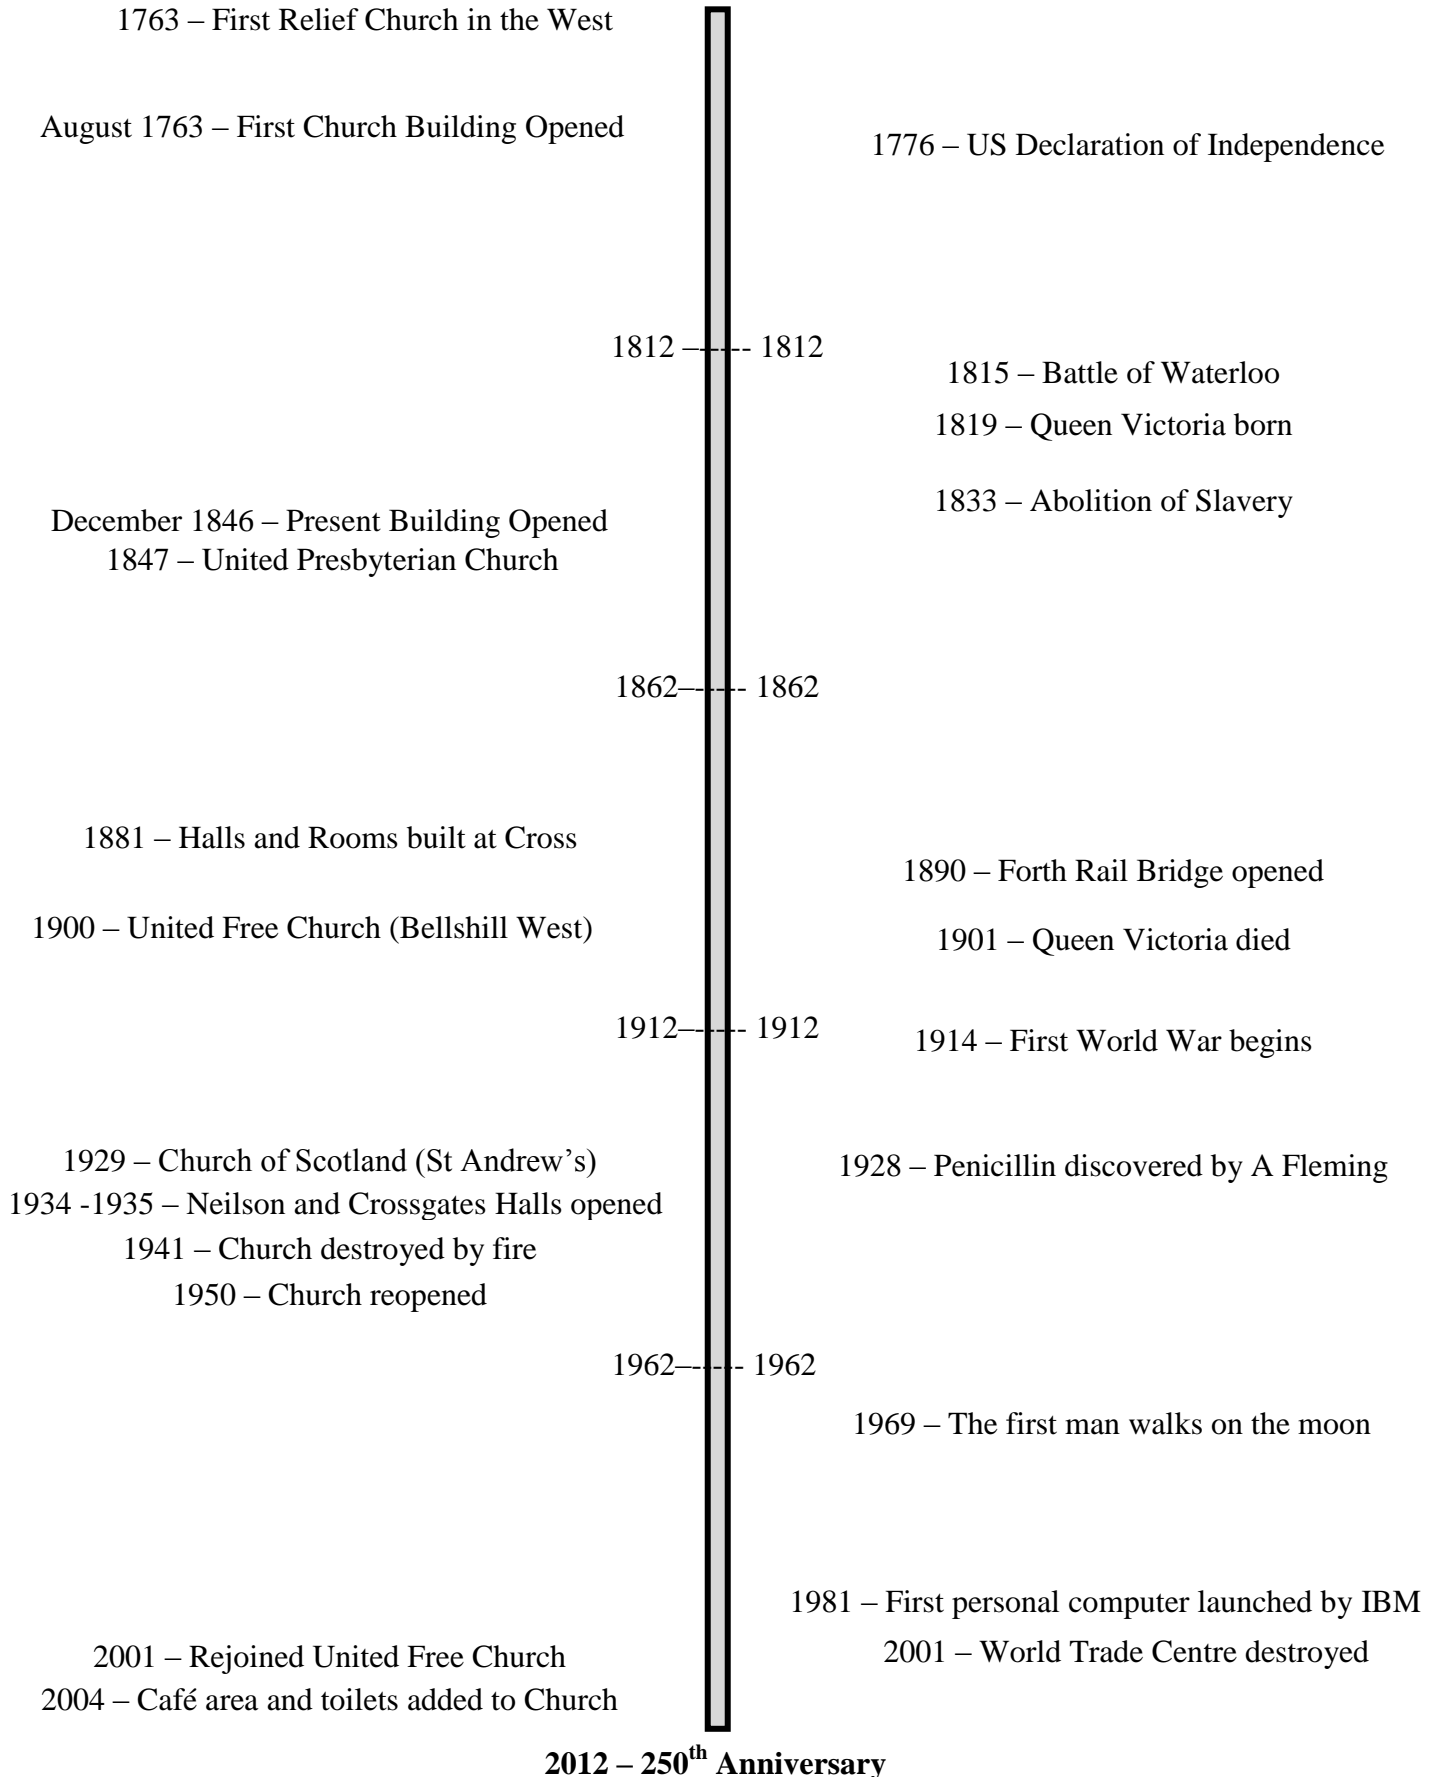 1763 – First Relief Church in the West
August 1763 – First Church Building Opened
1776 – US Declaration of Independence
1812 –----- 1812
1815 – Battle of Waterloo
1819 – Queen Victoria born
1833 – Abolition of Slavery
December 1846 – Present Building Opened
1847 – United Presbyterian Church
1862–----- 1862
1881 – Halls and Rooms built at Cross
1890 – Forth Rail Bridge opened
1900 – United Free Church (Bellshill West)
1901 – Queen Victoria died
1912–----- 1912
1914 – First World War begins
1929 – Church of Scotland (St Andrew’s)
1928 – Penicillin discovered by A Fleming
1934 -1935 – Neilson and Crossgates Halls opened
1941 – Church destroyed by fire
1950 – Church reopened
1962–----- 1962
1969 – The first man walks on the moon
1981 – First personal computer launched by IBM
2001 – Rejoined United Free Church
2001 – World Trade Centre destroyed
2004 – Café area and toilets added to Church
2012 – 250th Anniversary